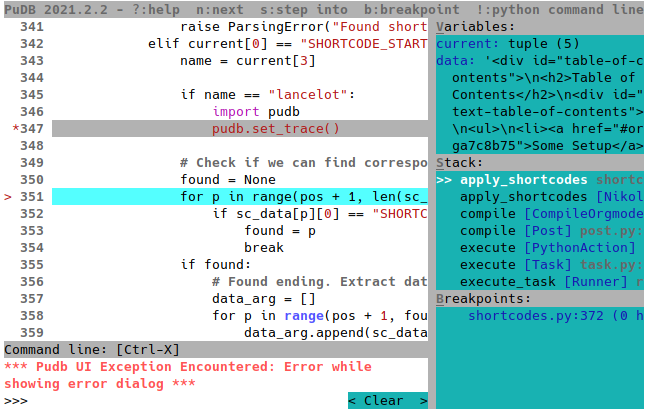 PuDB 2021.2.2 - ?:help  n:next  s:step into  b:breakpoint  !:python command line
341                 raise ParsingError("Found short
342             elif current[0] == "SHORTCODE_START
343                 name = current[3]
344
345                 if name == "lancelot":
346                     import pudb
*347                     pudb.set_trace()
348
349                 # Check if we can find correspo
350                 found = None
> 351                 for p in range(pos + 1, len(sc_
352                     if sc_data[p][0] == "SHORTC
353                         found = p
354                         break
355                 if found:
356                     # Found ending. Extract dat
357                     data_arg = []
358                     for p in range(pos + 1, fou
359                         data_arg.append(sc_data
Command line: [Ctrl-X]
*** Pudb UI Exception Encountered: Error while
showing error dialog ***
>>>                                      < Clear  >
Variables:
current: tuple (5)
data: '<div id="table-of-c
ontents">\n<h2>Table of
Contents</h2>\n<div id="
text-table-of-contents">
\n<ul>\n<li><a href="#or
ga7c8b75">Some Setup</a>
Stack:
>> apply_shortcodes shortc
apply_shortcodes [Nikol
compile [CompileOrgmode
compile [Post] post.py:
execute [PythonAction]
execute [Task] task.py:
execute_task [Runner] r
Breakpoints:
shortcodes.py:372 (0 h